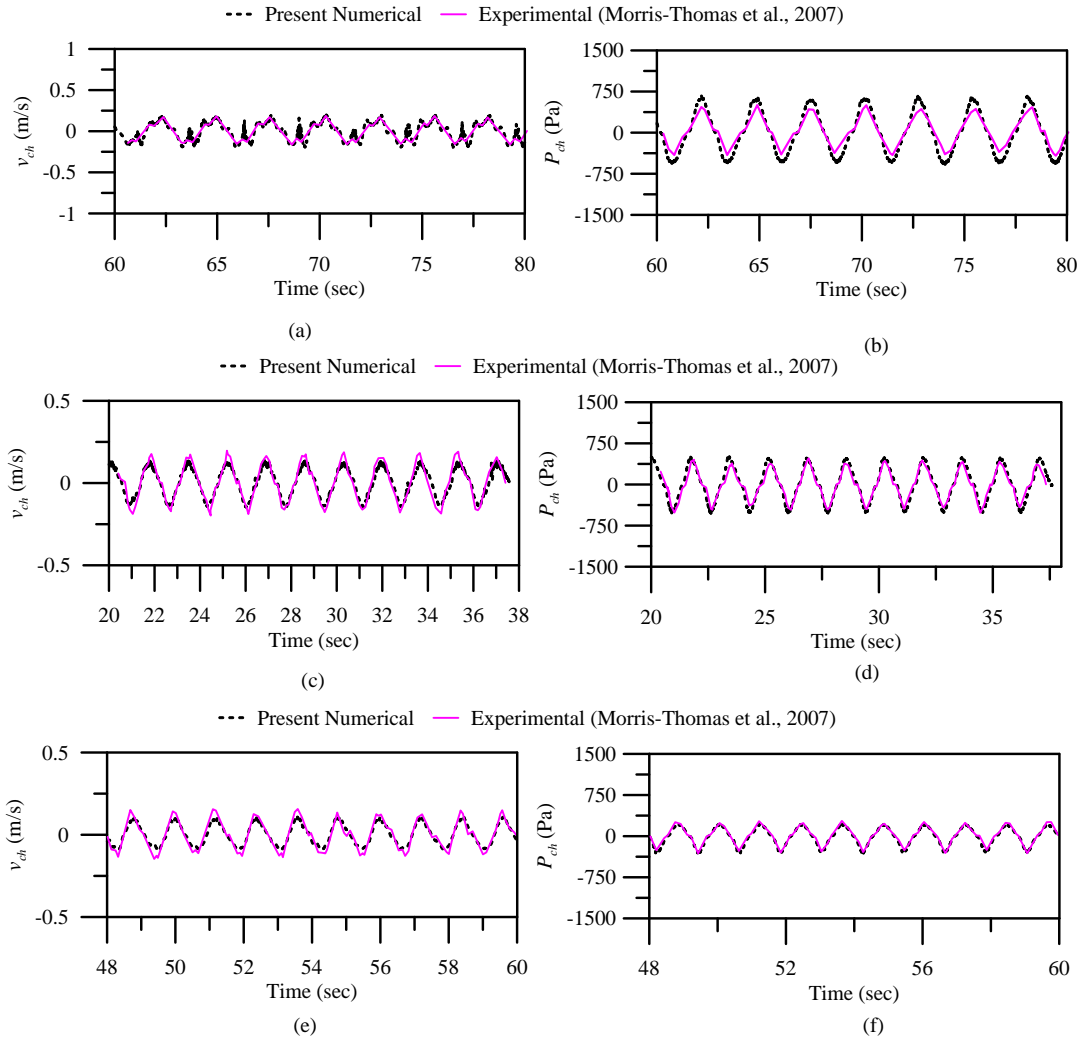 Present Numerical Experimental (Morris-Thomas et al., 2007)
1
0.5
0
-0.5
-1
v_ch (m/s)
60 65 70 75 80
Time (sec)
(a)
1500
750
0
-750
-1500
P_ch (Pa)
60 65 70 75 80
Time (sec)
(b)
Present Numerical Experimental (Morris-Thomas et al., 2007)
0.5
0
-0.5
v_ch (m/s)
20 22 24 26 28 30 32 34 36 38
Time (sec)
(c)
1500
750
0
-750
-1500
P_ch (Pa)
20 25 30 35
Time (sec)
(d)
Present Numerical Experimental (Morris-Thomas et al., 2007)
0.5
0
-0.5
v_ch (m/s)
48 50 52 54 56 58 60
Time (sec)
(e)
1500
750
0
-750
-1500
P_ch (Pa)
48 52 56 60
Time (sec)
(f)